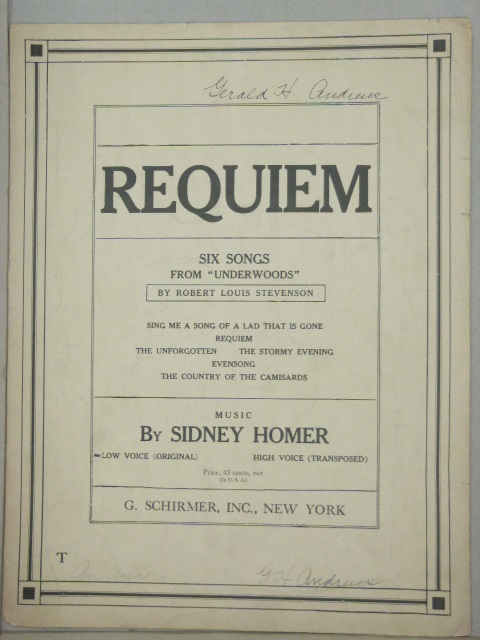 Gerald H. Andrews
REQUIEM
SIX SONGS
FROM "UNDERWOODS"
BY ROBERT LOUIS STEVENSON
SING ME A SONG OF A LAD THAT IS GONE
REQUIEM
THE UNFORGOTTEN THE STORMY EVENING
EVENSONG
THE COUNTRY OF THE CAMISARDS
MUSIC
BY SIDNEY HOMER
LOW VOICE (ORIGINAL) HIGH VOICE (TRANSPOSED)
Price, 45 cents, net
(In U. S. A.)
G. SCHIRMER, INC., NEW YORK
T
G H Andrews